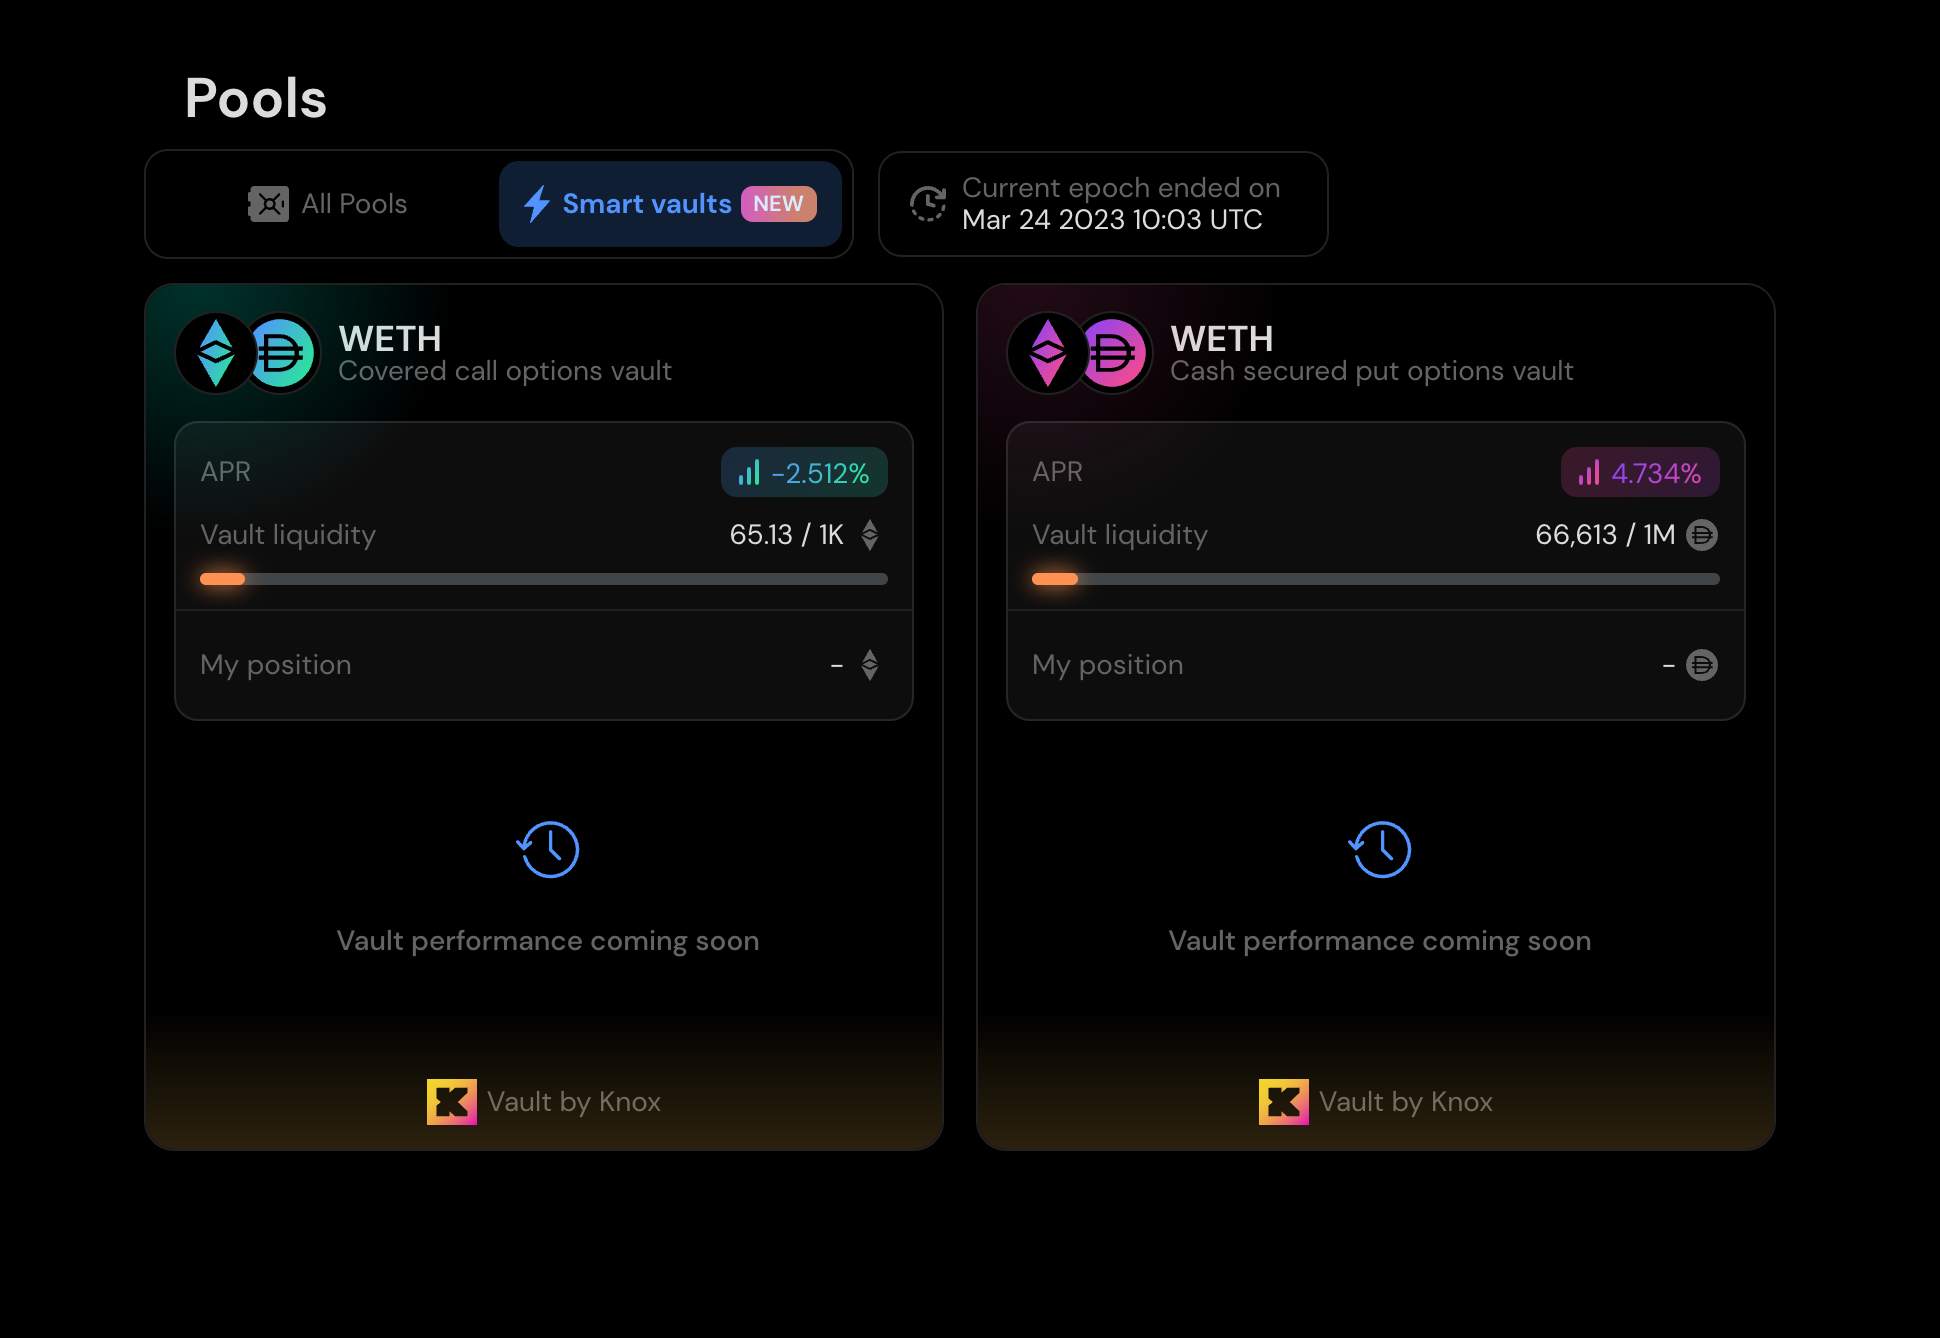 Pools
All Pools
Smart vaults NEW
Current epoch ended on
Mar 24 2023 10:03 UTC
WETH
Covered call options vault
APR
-2.512%
Vault liquidity
65.13 / 1K
My position
-
Vault performance coming soon
Vault by Knox
WETH
Cash secured put options vault
APR
4.734%
Vault liquidity
66,613 / 1M
My position
-
Vault performance coming soon
Vault by Knox